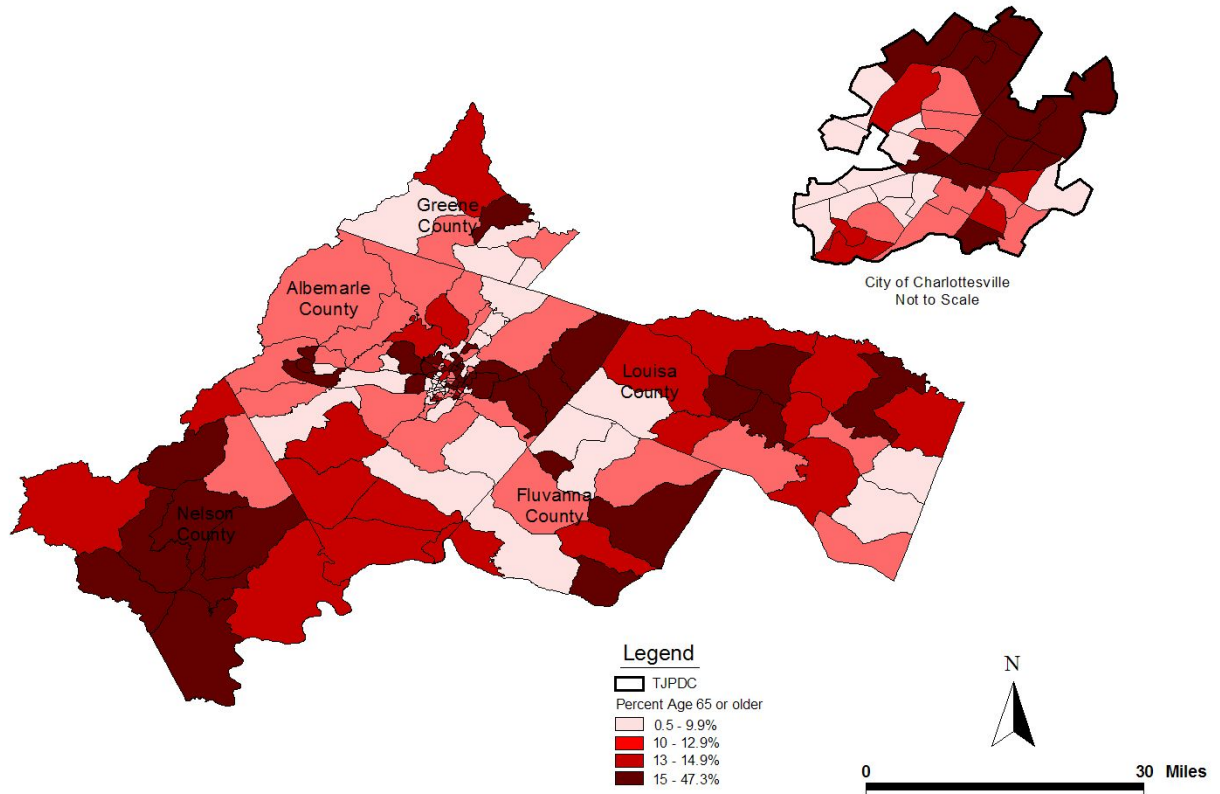 Greene
County
Albemarle
County
Louisa
County
Fluvanna
County
Nelson
County
City of Charlottesville
Not to Scale
Legend
TJPDC
Percent Age 65 or older
0.5 - 9.9%
10 - 12.9%
13 - 14.9%
15 - 47.3%
N
0 30 Miles